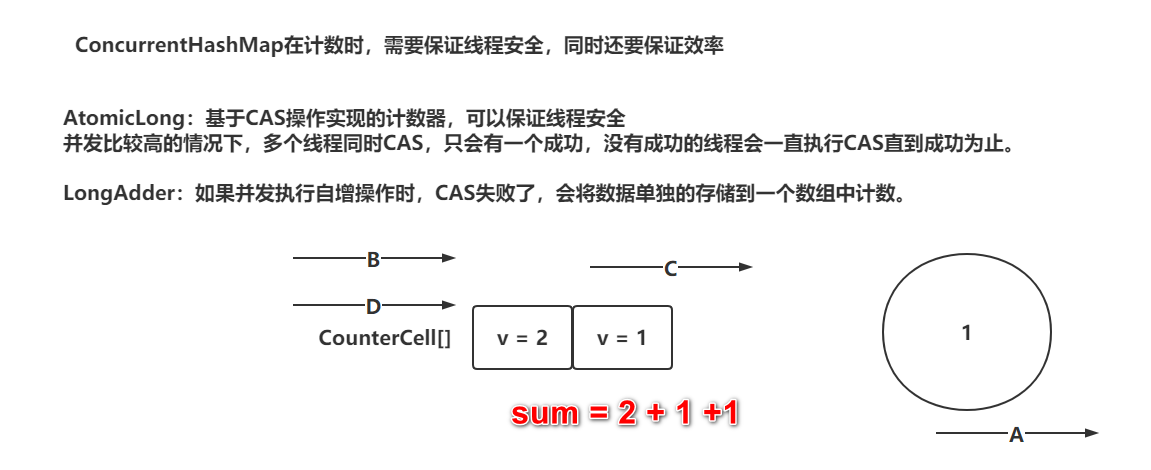 ConcurrentHashMap在计数时，需要保证线程安全，同时还要保证效率
AtomicLong：基于CAS操作实现的计数器，可以保证线程安全
并发比较高的情况下，多个线程同时CAS，只会有一个成功，没有成功的线程会一直执行CAS直到成功为止。
LongAdder：如果并发执行自增操作时，CAS失败了，会将数据单独的存储到一个数组中计数。
B
C
D
CounterCell[]
v = 2
v = 1
1
sum = 2 + 1 +1
A